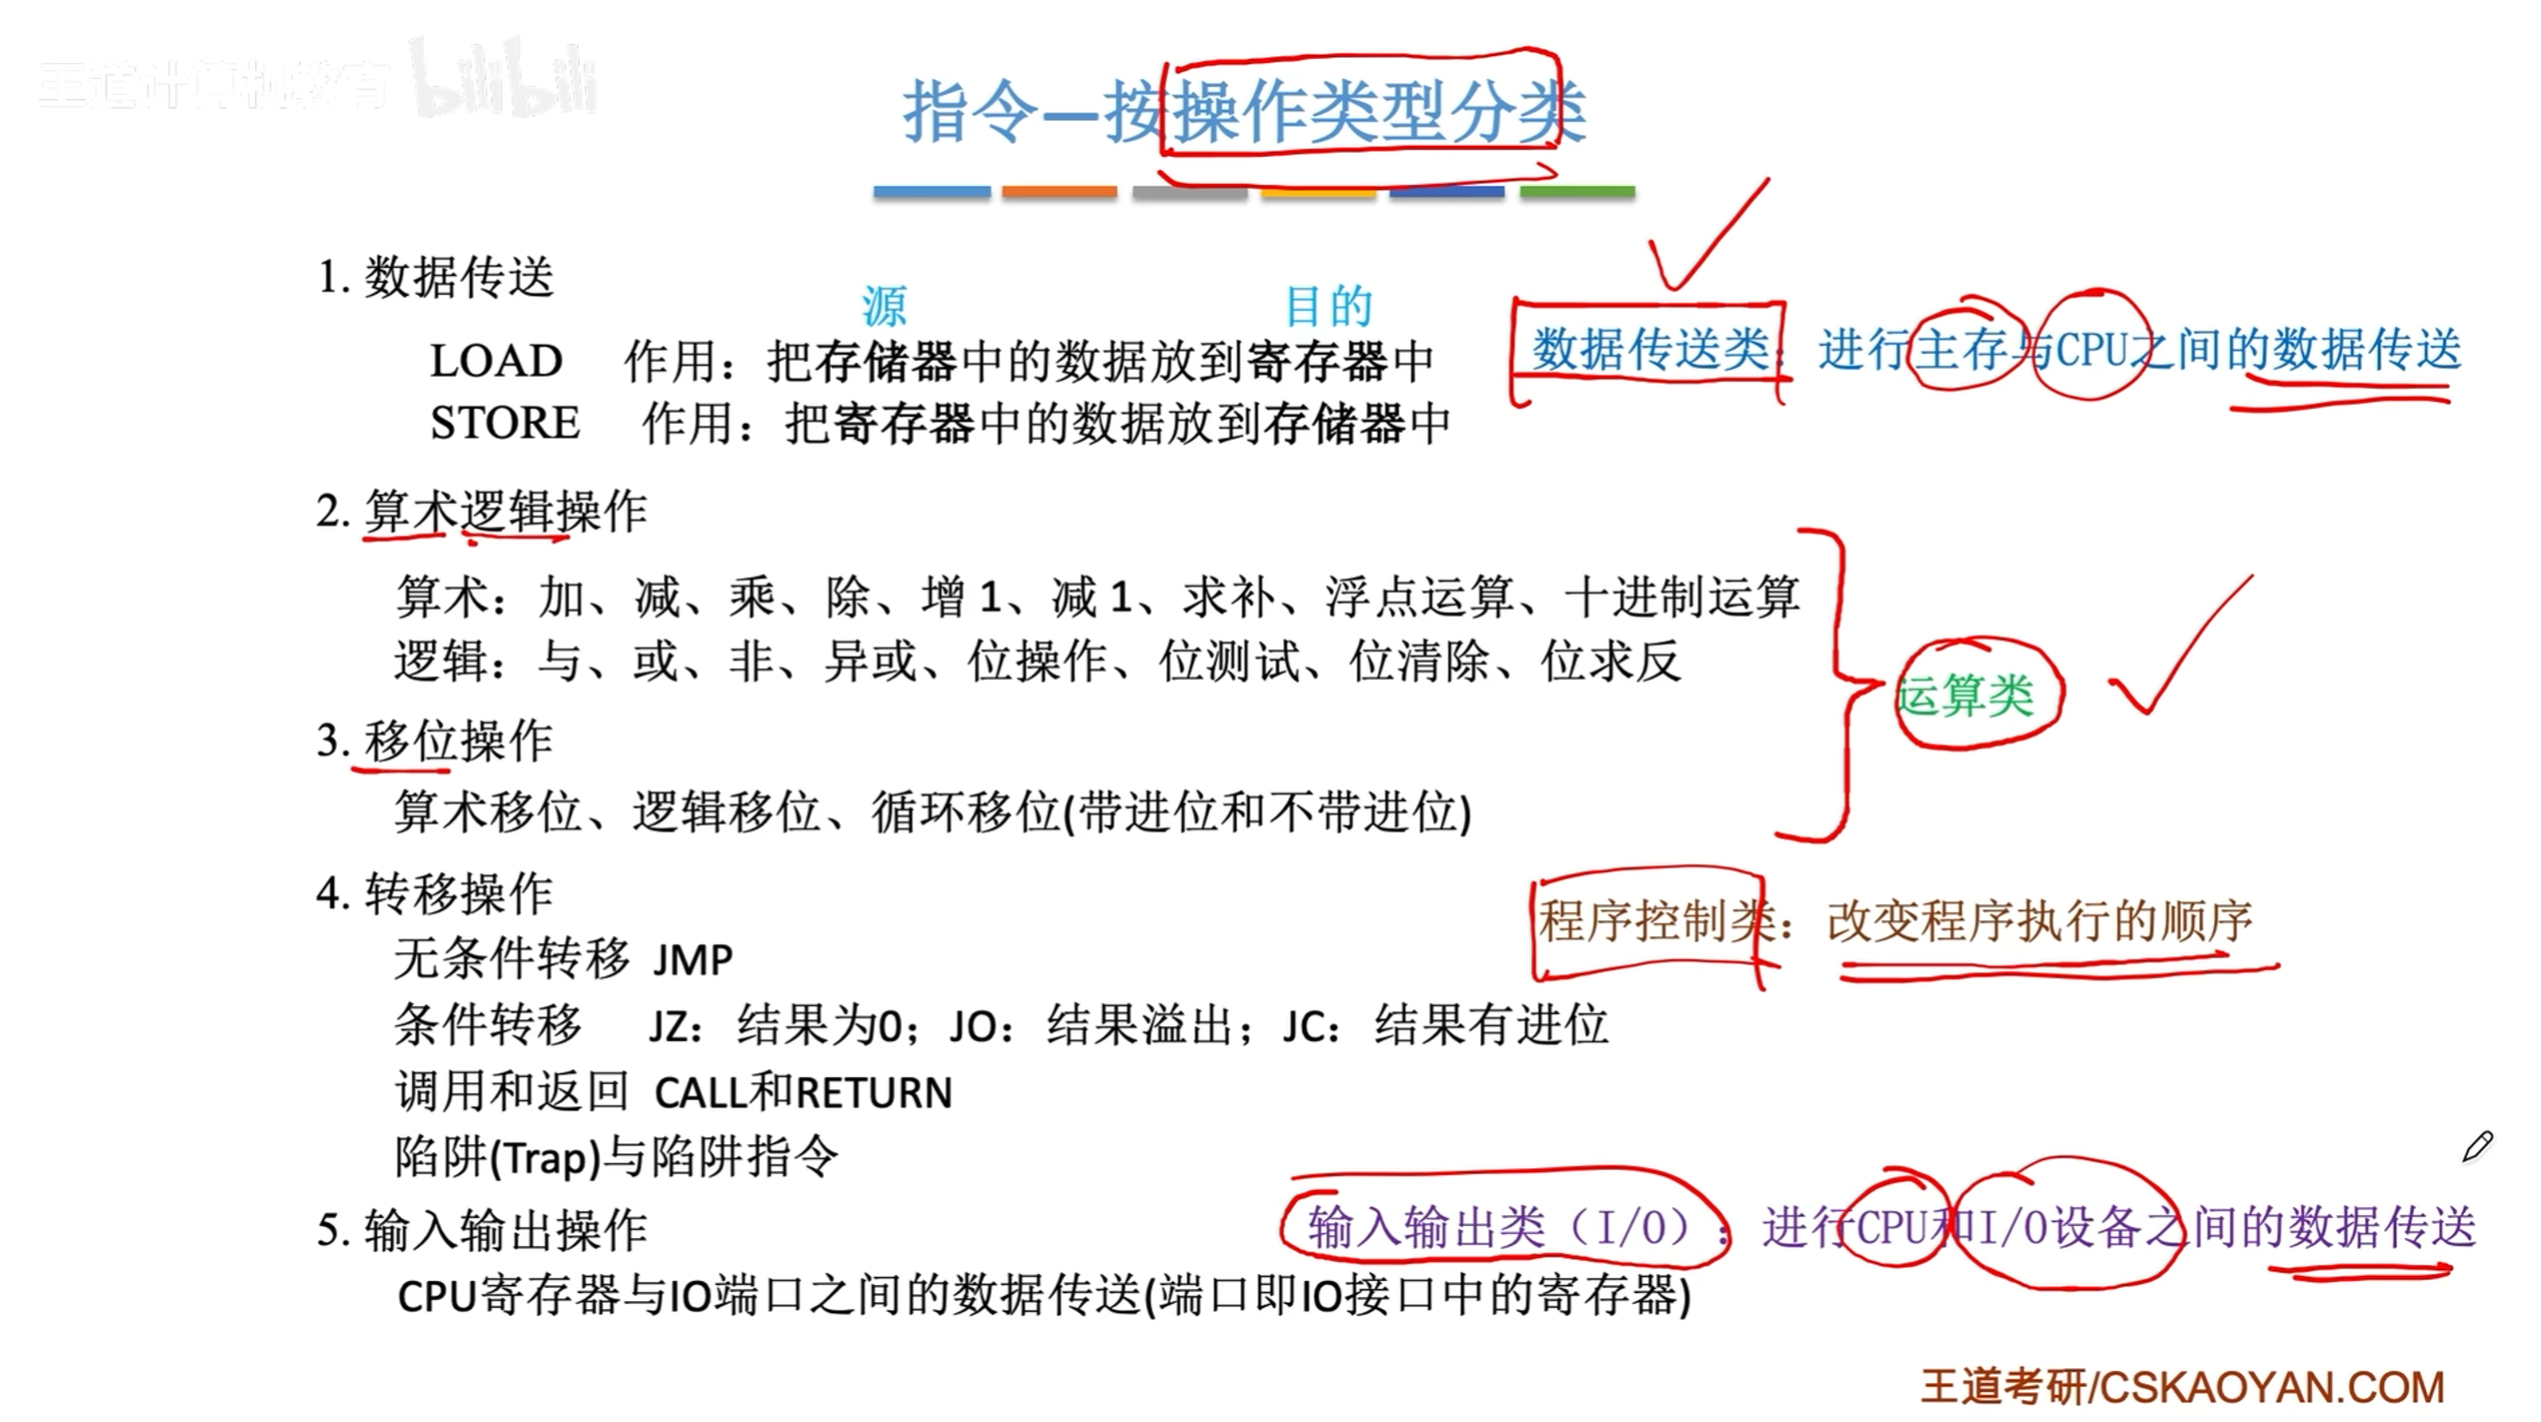 王道计算机教育 bilibili
指令—按操作类型分类
1. 数据传送
源 目的
LOAD 作用：把存储器中的数据放到寄存器中
数据传送类：进行主存与CPU之间的数据传送
STORE 作用：把寄存器中的数据放到存储器中
2. 算术逻辑操作
算术：加、减、乘、除、增 1、减 1、求补、浮点运算、十进制运算
逻辑：与、或、非、异或、位操作、位测试、位清除、位求反
运算类
3. 移位操作
算术移位、逻辑移位、循环移位(带进位和不带进位)
4. 转移操作
程序控制类：改变程序执行的顺序
无条件转移 JMP
条件转移 JZ：结果为0；JO：结果溢出；JC：结果有进位
调用和返回 CALL和RETURN
陷阱(Trap)与陷阱指令
5. 输入输出操作
输入输出类（I/O）：进行CPU和I/O设备之间的数据传送
CPU寄存器与IO端口之间的数据传送(端口即IO接口中的寄存器)
王道考研/CSKAOYAN.COM